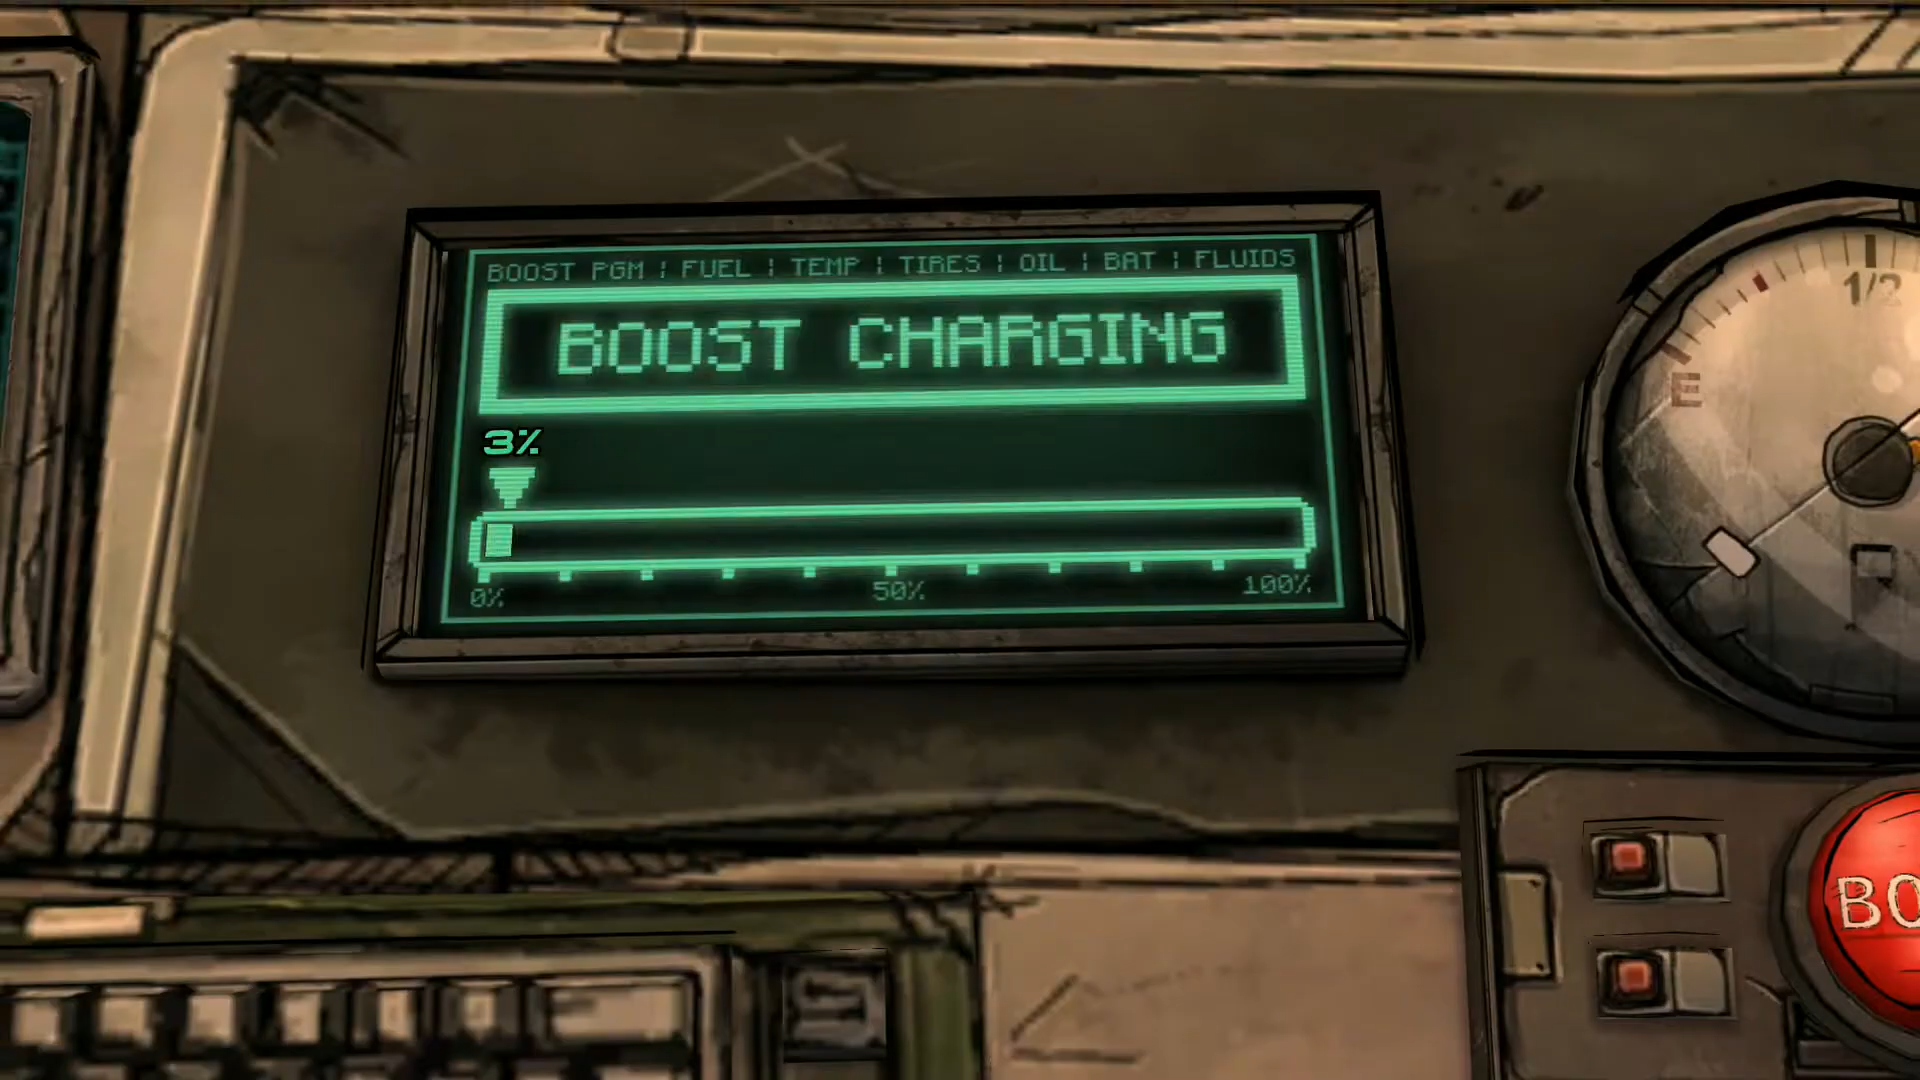 BOOST PGM ¦ FUEL ¦ TEMP ¦ TIRES ¦ OIL ¦ BAT ¦ FLUIDS
BOOST CHARGING
3%
0% 50% 100%
1/2
E
BO